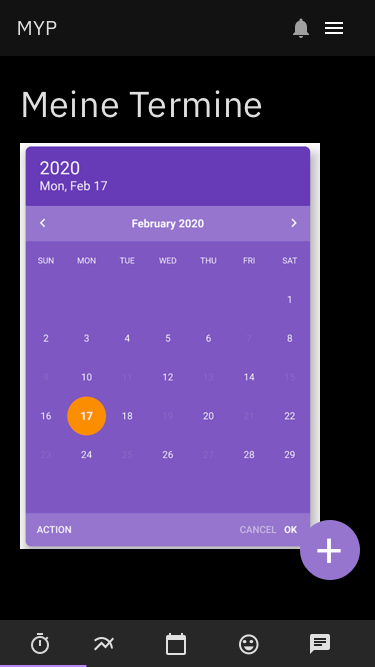 MYP
Meine Termine
2020
Mon, Feb 17
February 2020
SUN MON TUE WED THU FRI SAT
1
2 3 4 5 6 7 8
9 10 11 12 13 14 15
16 17 18 19 20 21 22
23 24 25 26 27 28 29
ACTION CANCEL OK